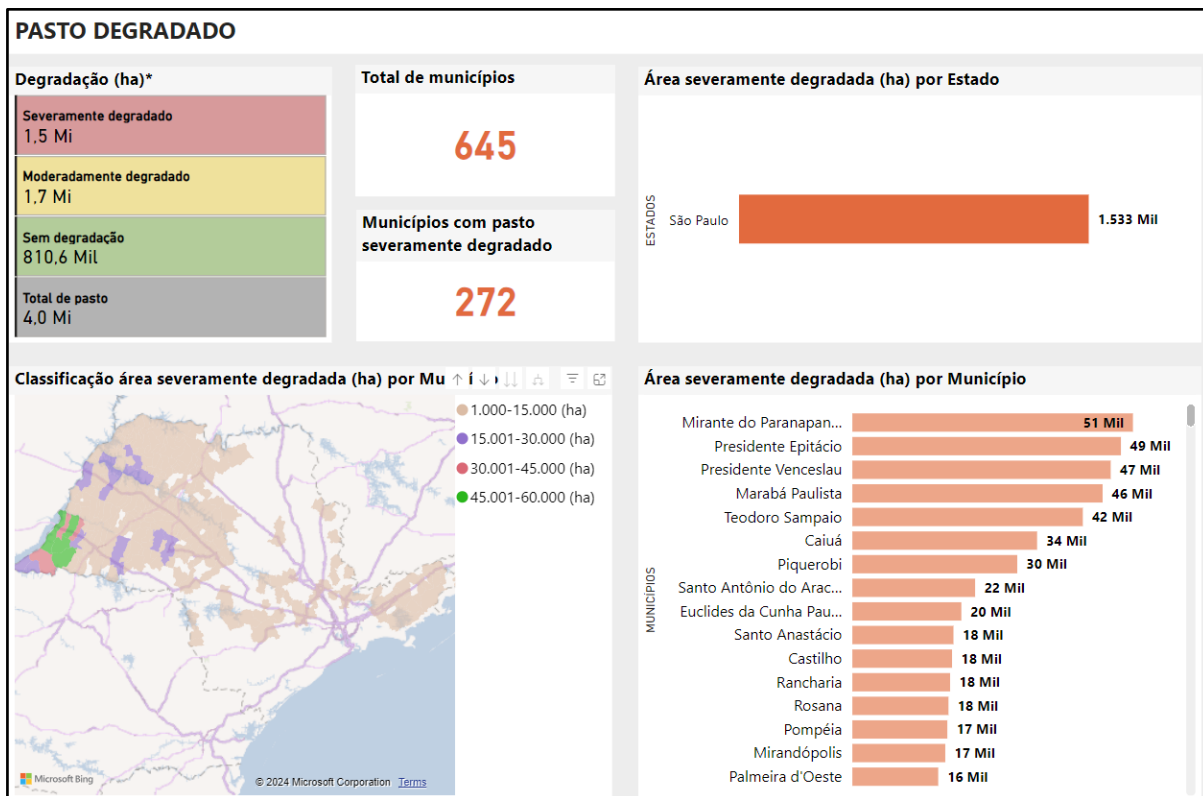 PASTO DEGRADADO
Degradação (ha)*
Severamente degradado
1,5 Mi
Moderadamente degradado
1,7 Mi
Sem degradação
810,6 Mil
Total de pasto
4,0 Mi
Total de municípios
645
Municípios com pasto
severamente degradado
272
Área severamente degradada (ha) por Estado
ESTADOS
São Paulo
1.533 Mil
Classificação área severamente degradada (ha) por Mu
1.000-15.000 (ha)
15.001-30.000 (ha)
30.001-45.000 (ha)
45.001-60.000 (ha)
Microsoft Bing
© 2024 Microsoft Corporation Terms
Área severamente degradada (ha) por Município
MUNICÍPIOS
Mirante do Paranapan... 51 Mil
Presidente Epitácio 49 Mil
Presidente Venceslau 47 Mil
Marabá Paulista 46 Mil
Teodoro Sampaio 42 Mil
Caiuá 34 Mil
Piquerobi 30 Mil
Santo Antônio do Arac... 22 Mil
Euclides da Cunha Pau... 20 Mil
Santo Anastácio 18 Mil
Castilho 18 Mil
Rancharia 18 Mil
Rosana 18 Mil
Pompéia 17 Mil
Mirandópolis 17 Mil
Palmeira d'Oeste 16 Mil